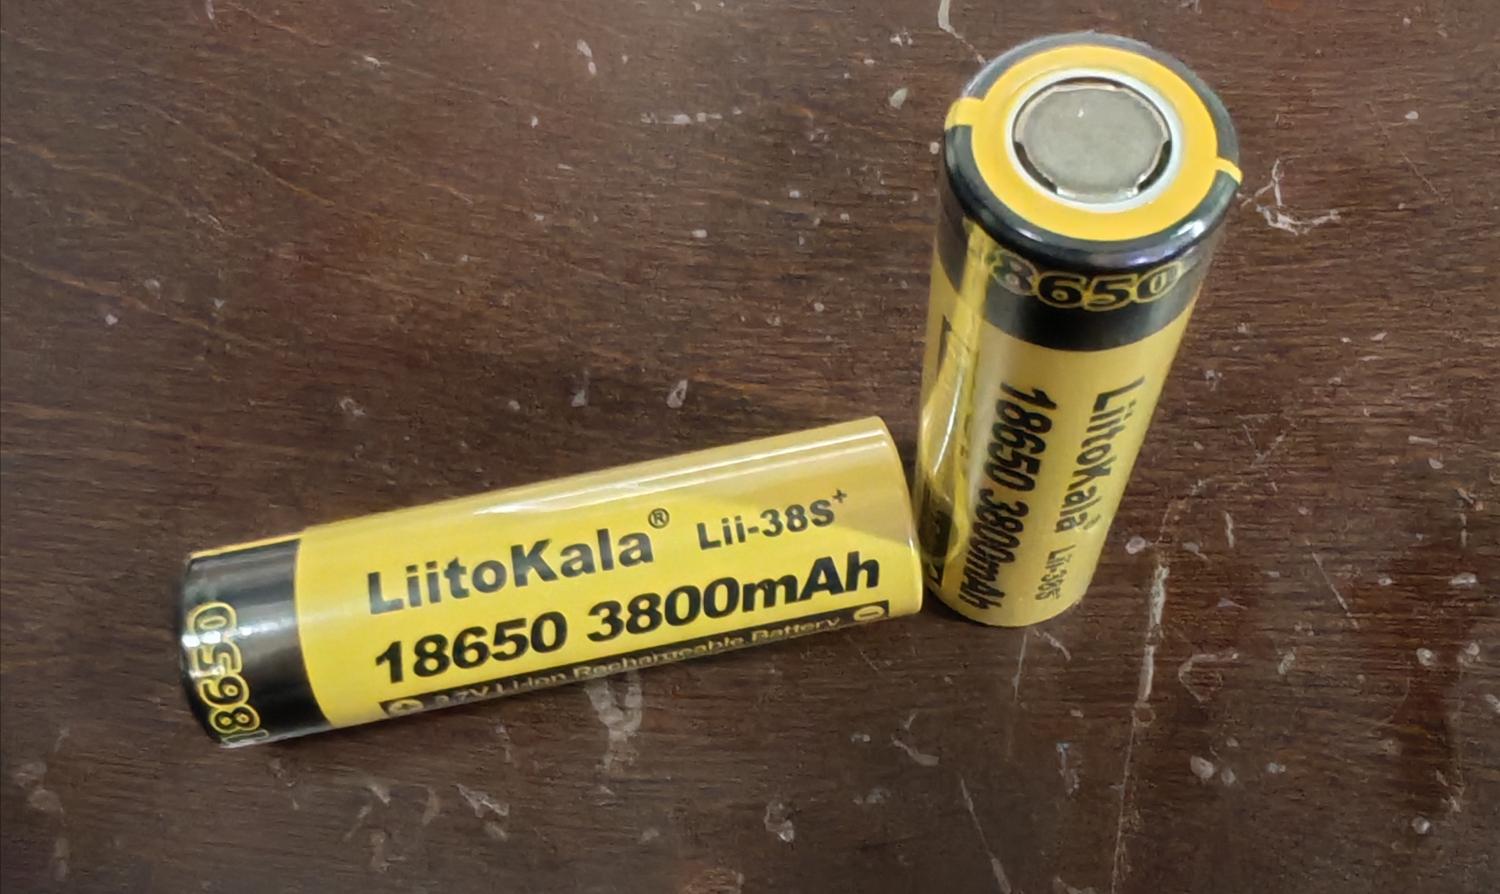 LiitoKala® Lii-38S⁺
18650 3800mAh
3.7V Li-ion Rechargeable Battery
18650
18650
LiitoKala Lii-38S
18650 3800mAh